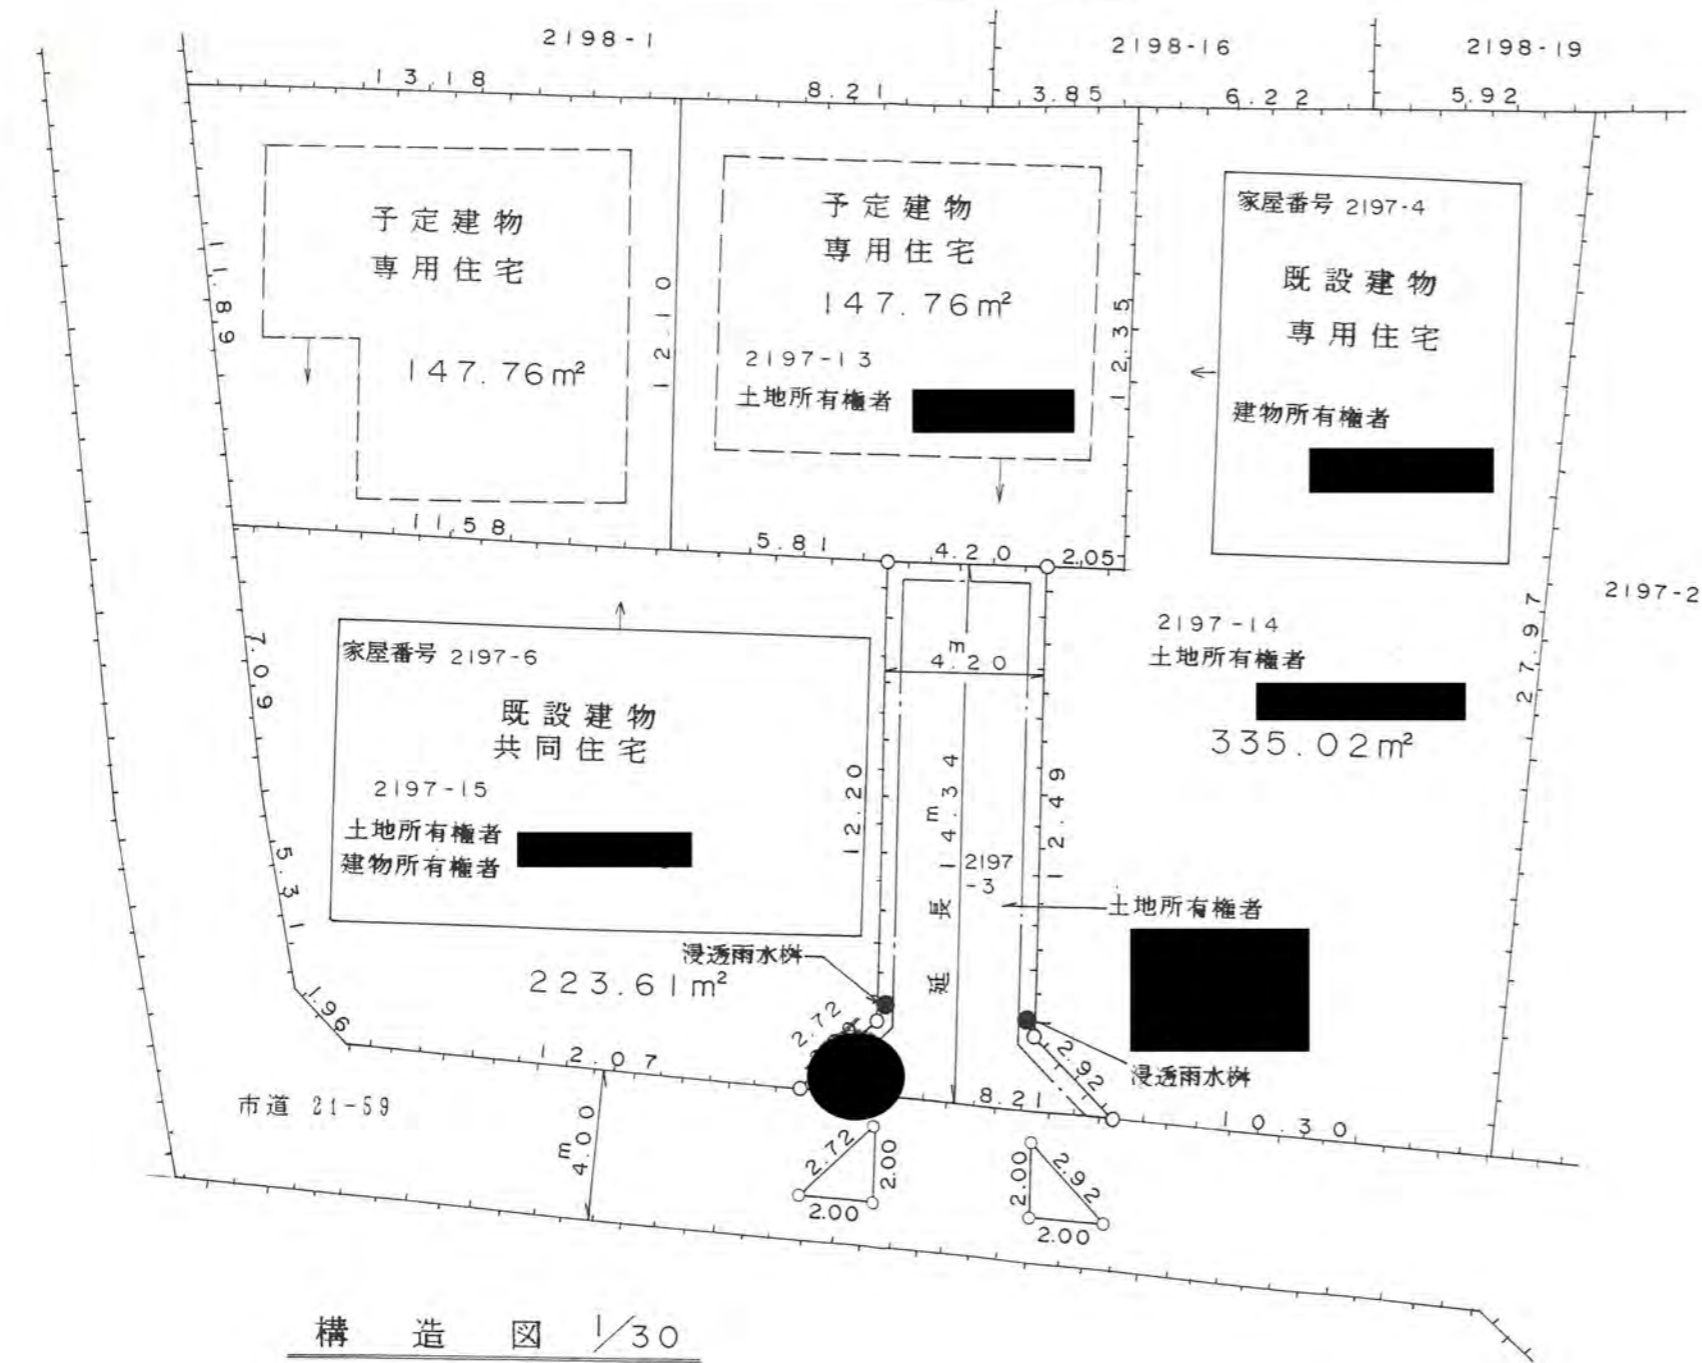 2198-1
2198-16
2198-19
13.18
8.21
3.85
6.22
5.92
予定建物
専用住宅
147.76m²
11.89
12.10
予定建物
専用住宅
147.76m²
2197-13
土地所有権者
12.35
家屋番号 2197-4
既設建物
専用住宅
建物所有権者
11.58
5.81
4.20
2.05
27.97
2197-2
家屋番号 2197-6
既設建物
共同住宅
2197-15
土地所有権者
建物所有権者
7.09
5.31
1.96
12.20
m
4.20
延長 14.34
m
2197
-3
12.49
2197-14
土地所有権者
335.02m²
土地所有権者
浸透雨水桝
223.61m²
2.72
2.92
浸透雨水桝
12.07
8.21
10.30
市道 21-59
m
4.00
2.72
2.00
2.00
2.00
2.92
2.00
構造図 1/30